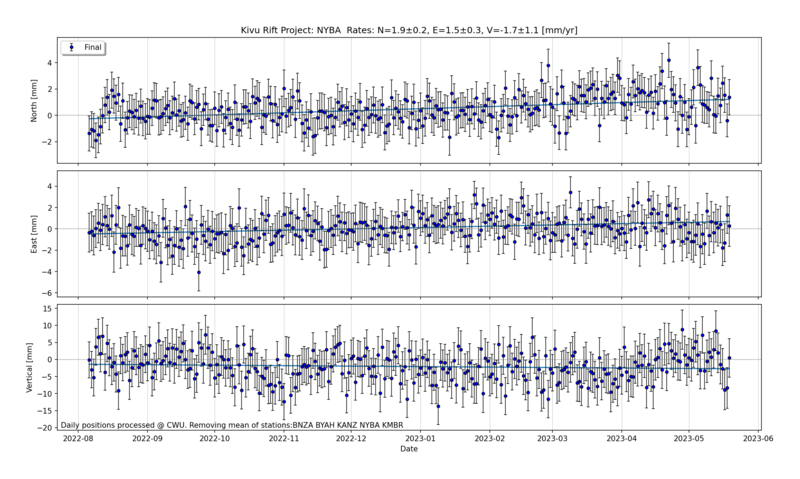 Kivu Rift Project: NYBA  Rates: N=1.9±0.2, E=1.5±0.3, V=-1.7±1.1 [mm/yr]
Final
North [mm]
4
2
0
−2
East [mm]
4
2
0
−2
−4
−6
Vertical [mm]
15
10
5
0
−5
−10
−15
−20
Daily positions processed @ CWU. Removing mean of stations:BNZA BYAH KANZ NYBA KMBR
2022-08 2022-09 2022-10 2022-11 2022-12 2023-01 2023-02 2023-03 2023-04 2023-05 2023-06
Date